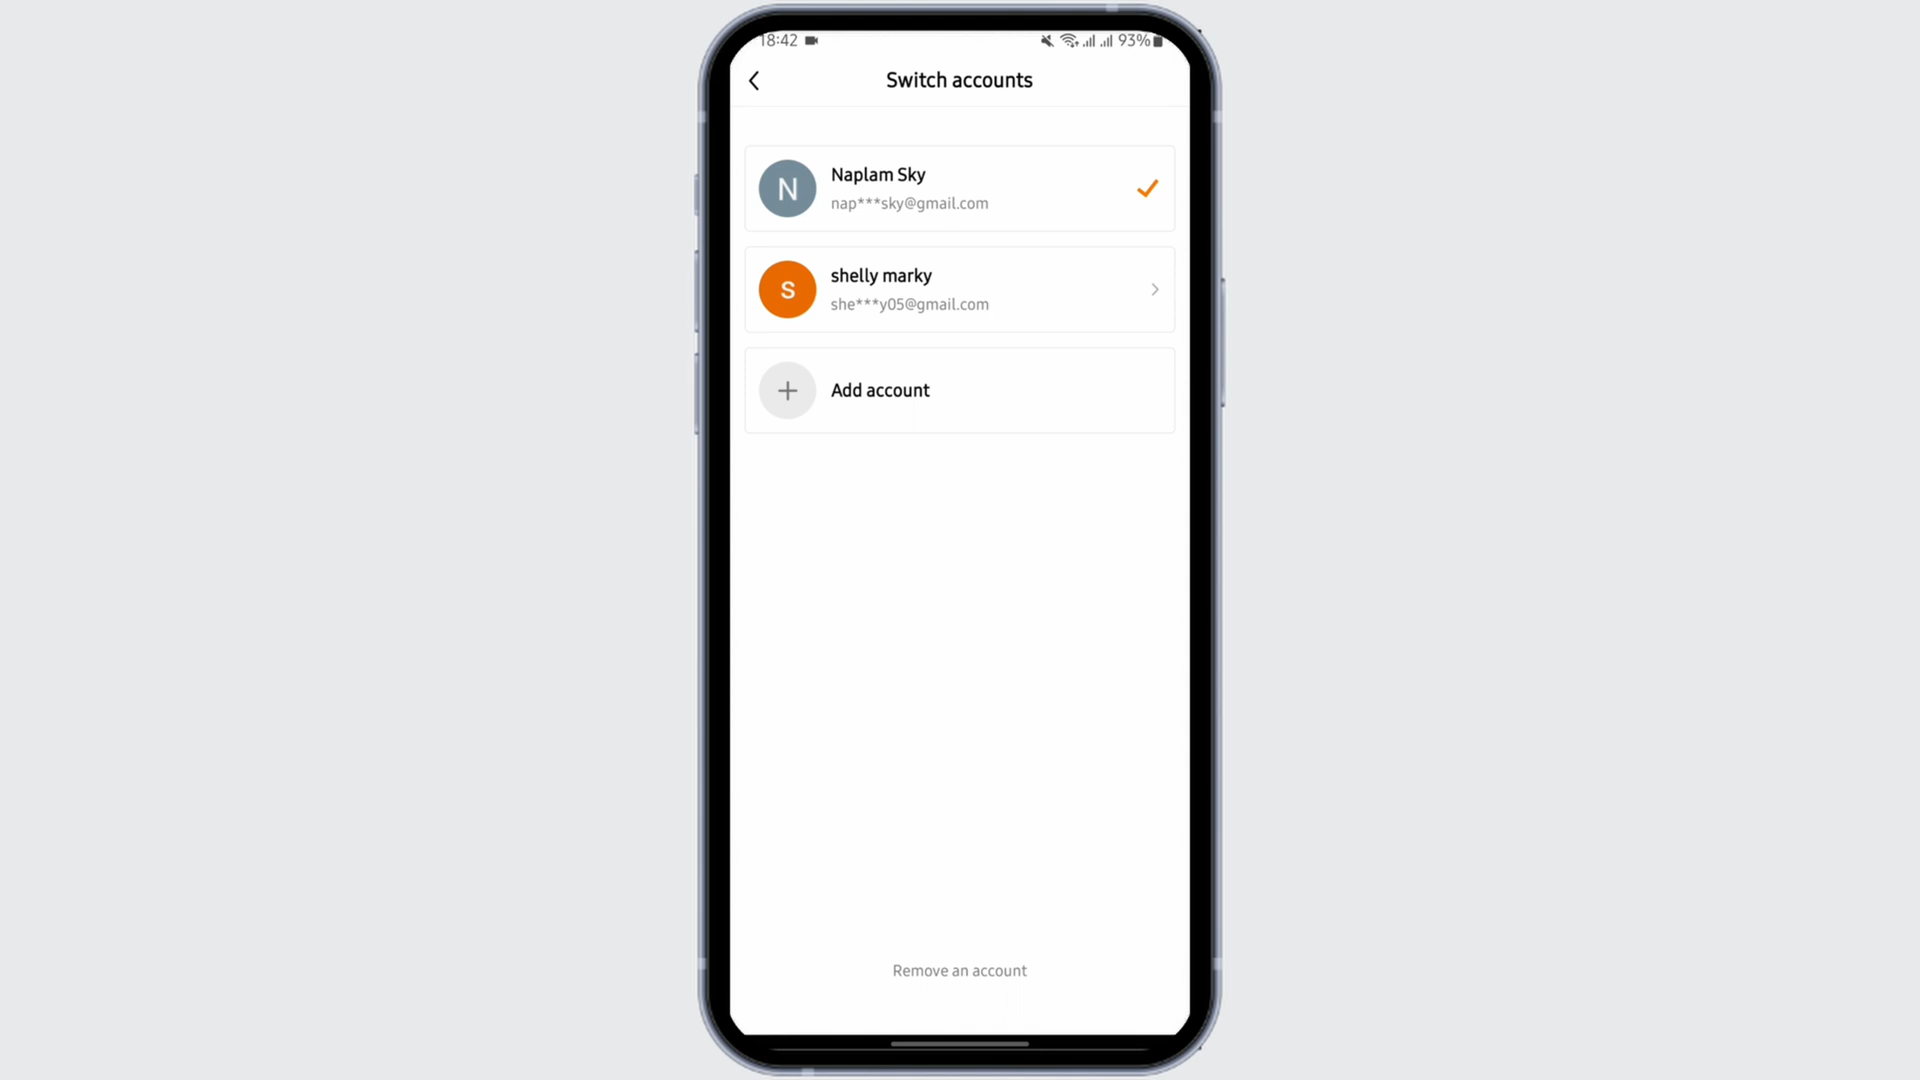 18:42 93%
Switch accounts
N
Naplam Sky
nap***sky@gmail.com
S
shelly marky
she***y05@gmail.com
Add account
Remove an account